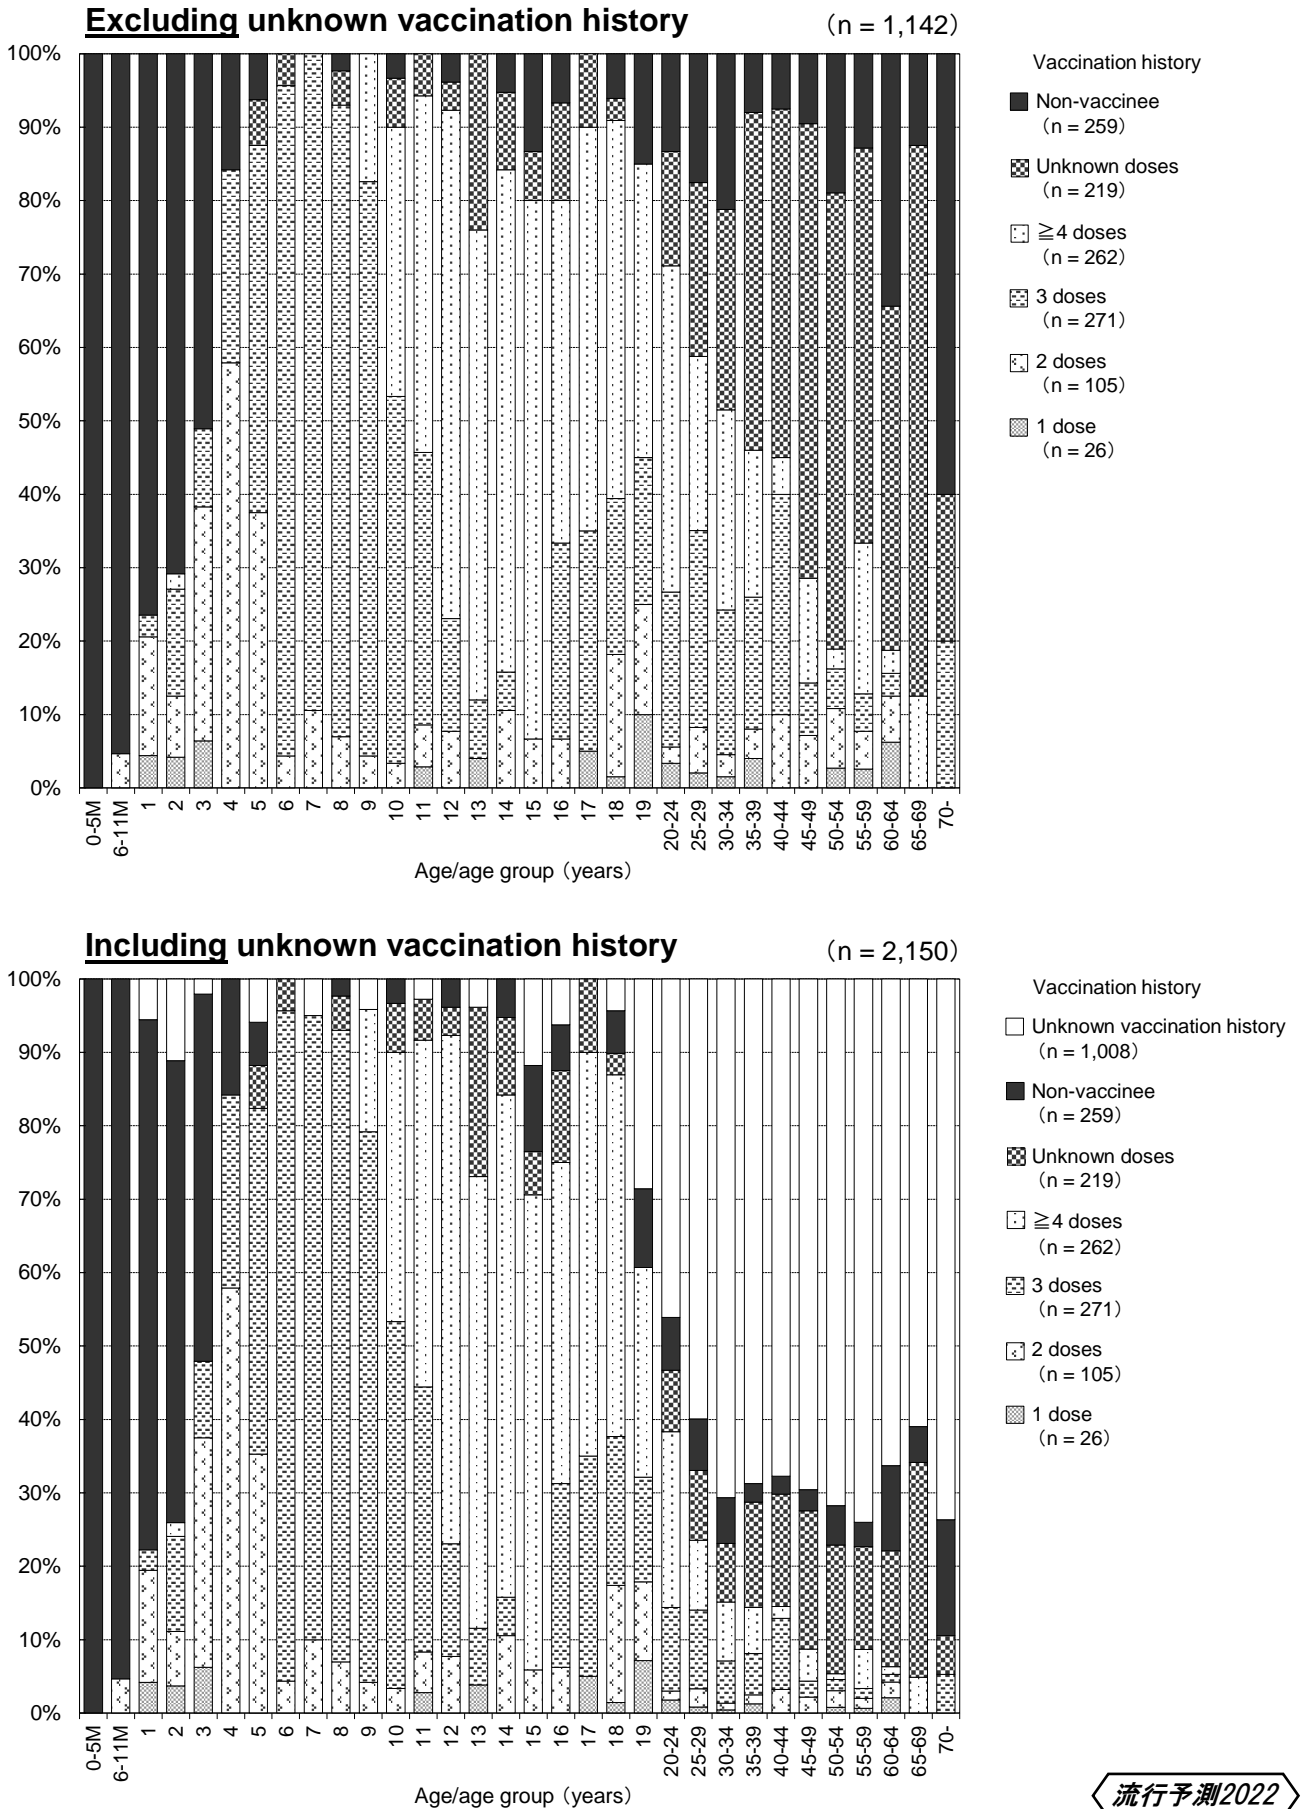 Excluding unknown vaccination history
(n = 1,142)
100%
90%
80%
70%
60%
50%
40%
30%
20%
10%
0%
0-5M
6-11M
1
2
3
4
5
6
7
8
9
10
11
12
13
14
15
16
17
18
19
20-24
25-29
30-34
35-39
40-44
45-49
50-54
55-59
60-64
65-69
70-
Age/age group (years)
Vaccination history
Non-vaccinee
(n = 259)
Unknown doses
(n = 219)
≧4 doses
(n = 262)
3 doses
(n = 271)
2 doses
(n = 105)
1 dose
(n = 26)
Including unknown vaccination history
(n = 2,150)
100%
90%
80%
70%
60%
50%
40%
30%
20%
10%
0%
0-5M
6-11M
1
2
3
4
5
6
7
8
9
10
11
12
13
14
15
16
17
18
19
20-24
25-29
30-34
35-39
40-44
45-49
50-54
55-59
60-64
65-69
70-
Age/age group (years)
Vaccination history
Unknown vaccination history
(n = 1,008)
Non-vaccinee
(n = 259)
Unknown doses
(n = 219)
≧4 doses
(n = 262)
3 doses
(n = 271)
2 doses
(n = 105)
1 dose
(n = 26)
流行予測2022